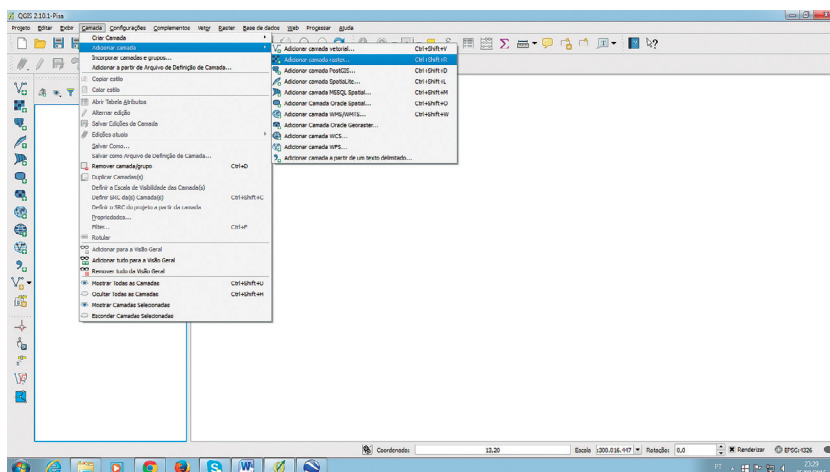 QGIS 2.10.1-Pisa
Projeto Editar Exibir Camada Configurações Complementos Vetor Raster Base de dados Web Processar Ajuda
Criar Camada
Adicionar camada
Incorporar camadas e grupos...
Adicionar a partir de Arquivo de Definição de Camada...
Copiar estilo
Colar estilo
Abrir Tabela Atributos
Alternar edição
Salvar Edições da Camada
Edições atuais
Salvar Como...
Salvar como Arquivo de Definição de Camada...
Remover camada/grupo Ctrl+D
Duplicar Camadas(s)
Definir a Escala de Visibilidade das Camada(s)
Definir SRC da(s) Camada(s) Ctrl+Shift+C
Definir o SRC do projeto a partir da camada
Propriedades...
Filter... Ctrl+F
Rotular
Adicionar para a Visão Geral
Adicionar tudo para a Visão Geral
Remover tudo da Visão Geral
Mostrar Todas as Camadas Ctrl+Shift+U
Ocultar Todas as Camadas Ctrl+Shift+H
Mostrar Camadas Selecionadas
Esconder Camadas Selecionadas
Adicionar camada vetorial... Ctrl+Shift+V
Adicionar camada raster... Ctrl+Shift+R
Adicionar camada PostGIS... Ctrl+Shift+D
Adicionar camada SpatiaLite... Ctrl+Shift+L
Adicionar camada MSSQL Spatial... Ctrl+Shift+M
Adicionar Camada Oracle Spatial... Ctrl+Shift+O
Adicionar camada WMS/WMTS... Ctrl+Shift+W
Adicionar Camada Oracle Georaster...
Adicionar camada WCS...
Adicionar camada WFS...
Adicionar camada a partir de um texto delimitado...
Coordenada: 13,20 Escala :300.016.447 Rotação: 0,0 Renderizar EPSG:4326
PT 23:29